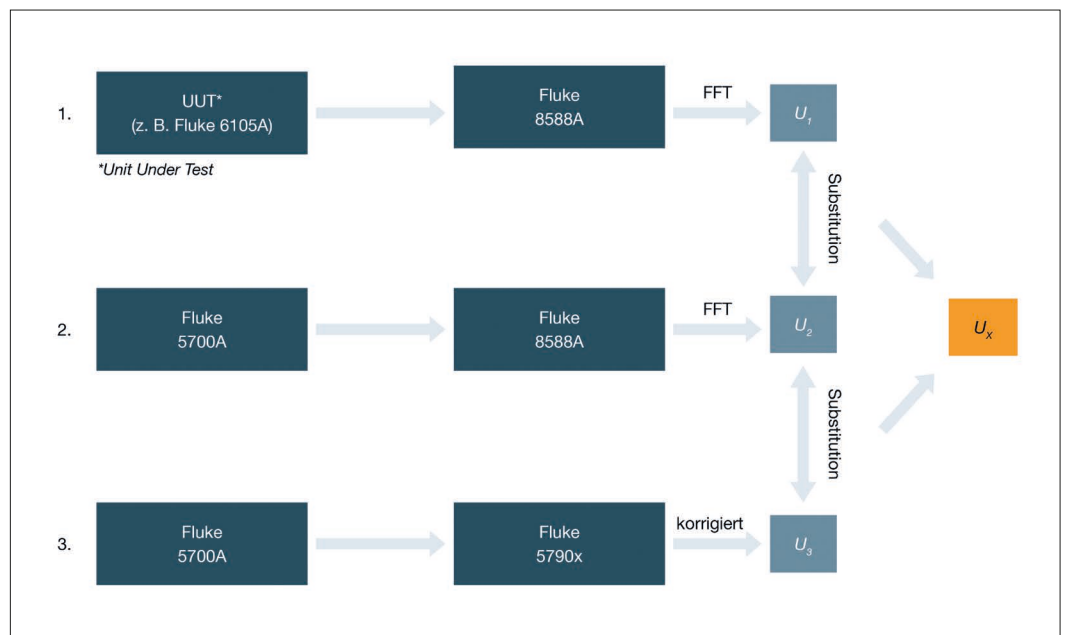 1.
UUT*
(z. B. Fluke 6105A)
*Unit Under Test
Fluke
8588A
FFT
U1
Substitution
2.
Fluke
5700A
Fluke
8588A
FFT
U2
Ux
Substitution
3.
Fluke
5700A
Fluke
5790x
korrigiert
U3